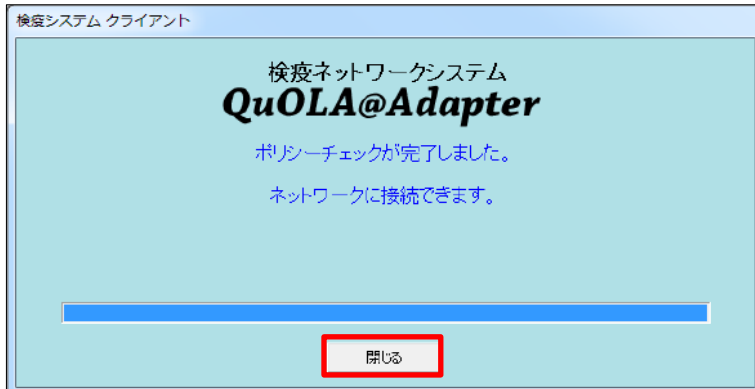 検疫システム クライアント
検疫ネットワークシステム
QuOLA@Adapter
ポリシーチェックが完了しました。
ネットワークに接続できます。
閉じる